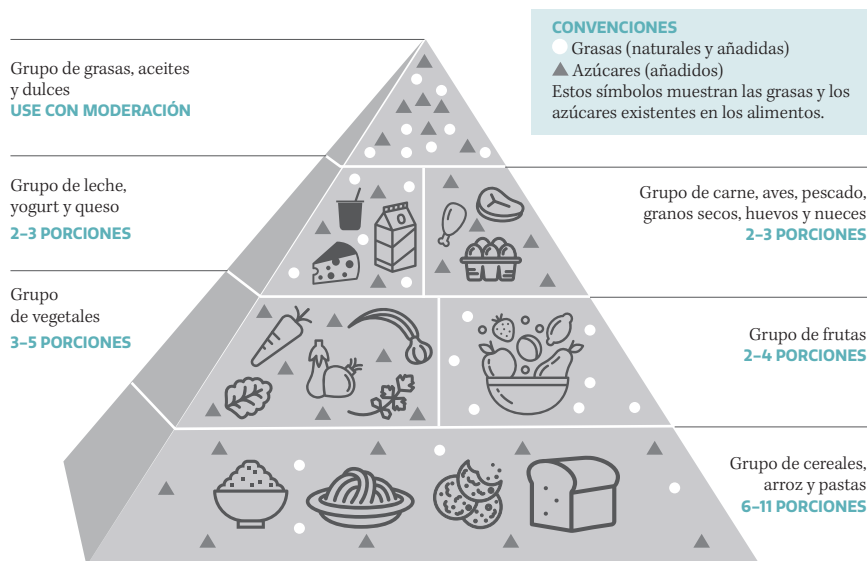 CONVENCIONES
Grasas (naturales y añadidas)
Azúcares (añadidos)
Estos símbolos muestran las grasas y los
azúcares existentes en los alimentos.
Grupo de grasas, aceites
y dulces
USE CON MODERACIÓN
Grupo de leche,
yogurt y queso
2–3 PORCIONES
Grupo de carne, aves, pescado,
granos secos, huevos y nueces
2–3 PORCIONES
Grupo
de vegetales
3–5 PORCIONES
Grupo de frutas
2–4 PORCIONES
Grupo de cereales,
arroz y pastas
6–11 PORCIONES